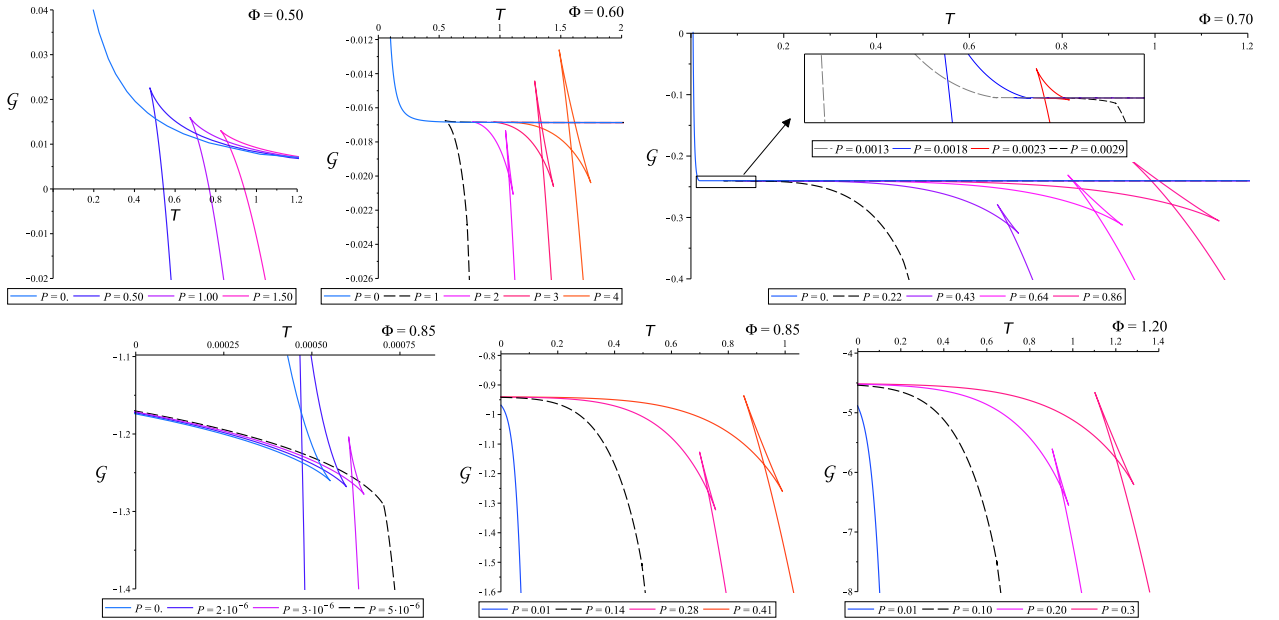 Φ = 0.50
0.04
0.03
0.02
0.01
0
−0.01
−0.02
0.2 0.4 0.6 0.8 1.0 1.2
T
𝒢
P = 0. P = 0.50 P = 1.00 P = 1.50
T Φ = 0.60
0 0.5 1 1.5 2
−0.012
−0.014
−0.016
−0.018
−0.020
−0.022
−0.024
−0.026
𝒢
P = 0 P = 1 P = 2 P = 3 P = 4
T Φ = 0.70
0
0.2 0.4 0.6 0.8 1 1.2
−0.1
−0.2
−0.3
−0.4
𝒢
P = 0.0013 P = 0.0018 P = 0.0023 P = 0.0029
P = 0. P = 0.22 P = 0.43 P = 0.64 P = 0.86
T Φ = 0.85
0 0.00025 0.00050 0.00075
−1.1
−1.2
−1.3
−1.4
𝒢
P = 0. P = 2·10⁻⁶ P = 3·10⁻⁶ P = 5·10⁻⁶
T Φ = 0.85
0 0.2 0.4 0.6 0.8 1
−0.8
−0.9
−1
−1.1
−1.2
−1.3
−1.4
−1.5
−1.6
𝒢
P = 0.01 P = 0.14 P = 0.28 P = 0.41
T Φ = 1.20
0 0.2 0.4 0.6 0.8 1 1.2 1.4
−4
−5
−6
−7
−8
𝒢
P = 0.01 P = 0.10 P = 0.20 P = 0.3